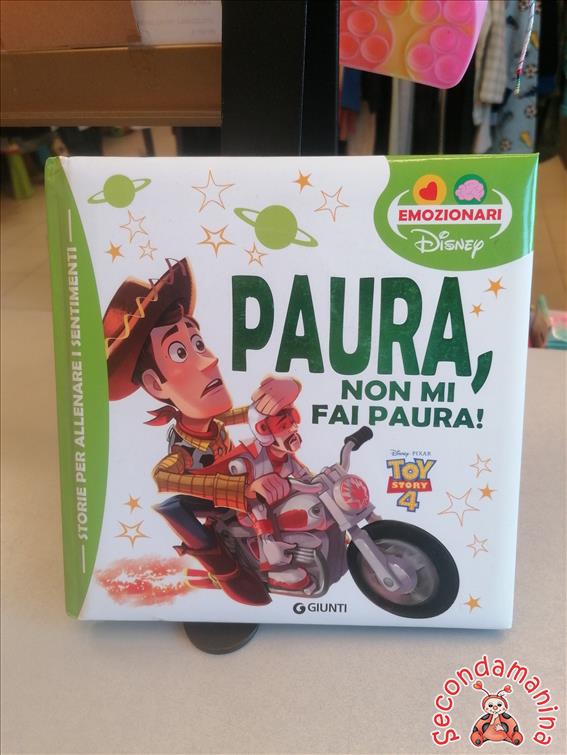 STORIE PER ALLENARE I SENTIMENTI
EMOZIONARI
Disney
PAURA,
NON MI
FAI PAURA!
Disney PIXAR
TOY
STORY
4
GIUNTI
Secondamanina